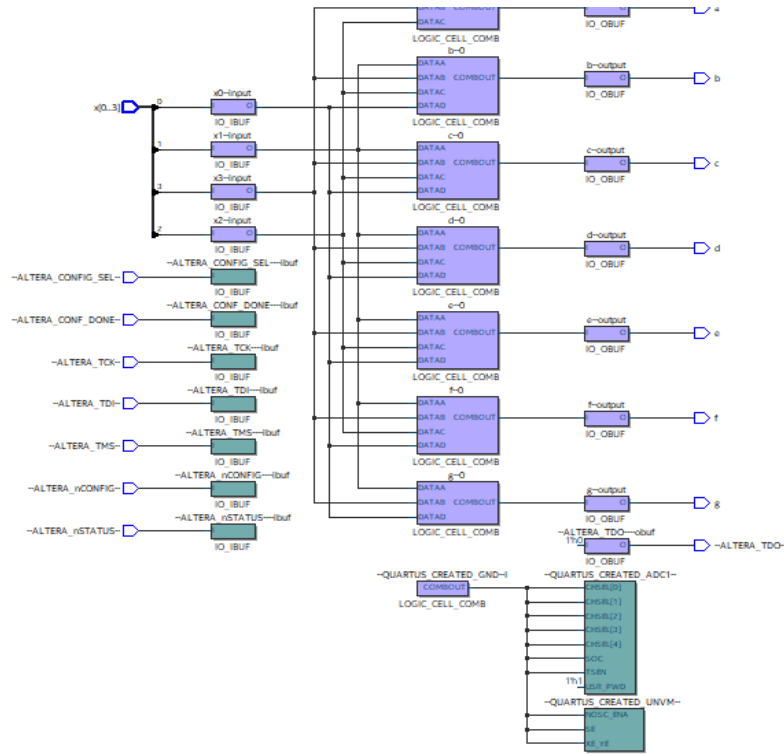 a
DATAC
IO_OBUF
LOGIC_CELL_COMB
b~0
DATAA
DATAB COMBOUT
DATAC
DATAD
LOGIC_CELL_COMB
b~output
I O
IO_OBUF
b
x[0..3]
0
x0~input
I O
IO_IBUF
1
x1~input
I O
IO_IBUF
3
x3~input
I O
IO_IBUF
2
x2~input
I O
IO_IBUF
c~0
DATAA
DATAB COMBOUT
DATAC
DATAD
LOGIC_CELL_COMB
c~output
I O
IO_OBUF
c
d~0
DATAA
DATAB COMBOUT
DATAC
DATAD
LOGIC_CELL_COMB
d~output
I O
IO_OBUF
d
~ALTERA_CONFIG_SEL~
~ALTERA_CONFIG_SEL~~ibuf
I
IO_IBUF
~ALTERA_CONF_DONE~
~ALTERA_CONF_DONE~~ibuf
I
IO_IBUF
~ALTERA_TCK~
~ALTERA_TCK~~ibuf
I
IO_IBUF
~ALTERA_TDI~
~ALTERA_TDI~~ibuf
I
IO_IBUF
~ALTERA_TMS~
~ALTERA_TMS~~ibuf
I
IO_IBUF
~ALTERA_nCONFIG~
~ALTERA_nCONFIG~~ibuf
I
IO_IBUF
~ALTERA_nSTATUS~
~ALTERA_nSTATUS~~ibuf
I
IO_IBUF
e~0
DATAA
DATAB COMBOUT
DATAC
DATAD
LOGIC_CELL_COMB
e~output
I O
IO_OBUF
e
f~0
DATAA
DATAB COMBOUT
DATAC
DATAD
LOGIC_CELL_COMB
f~output
I O
IO_OBUF
f
g~0
DATAA
DATAB COMBOUT
DATAD
LOGIC_CELL_COMB
g~output
I O
IO_OBUF
g
~ALTERA_TDO~~obuf
1'h0
I O
IO_OBUF
~ALTERA_TDO~
~QUARTUS_CREATED_GND~I
COMBOUT
LOGIC_CELL_COMB
~QUARTUS_CREATED_ADC1~
CHSEL[0]
CHSEL[1]
CHSEL[2]
CHSEL[3]
CHSEL[4]
SOC
TSEN
1'h1
USR_PWD
~QUARTUS_CREATED_UNVM~
NOSC_ENA
SE
XE_YE